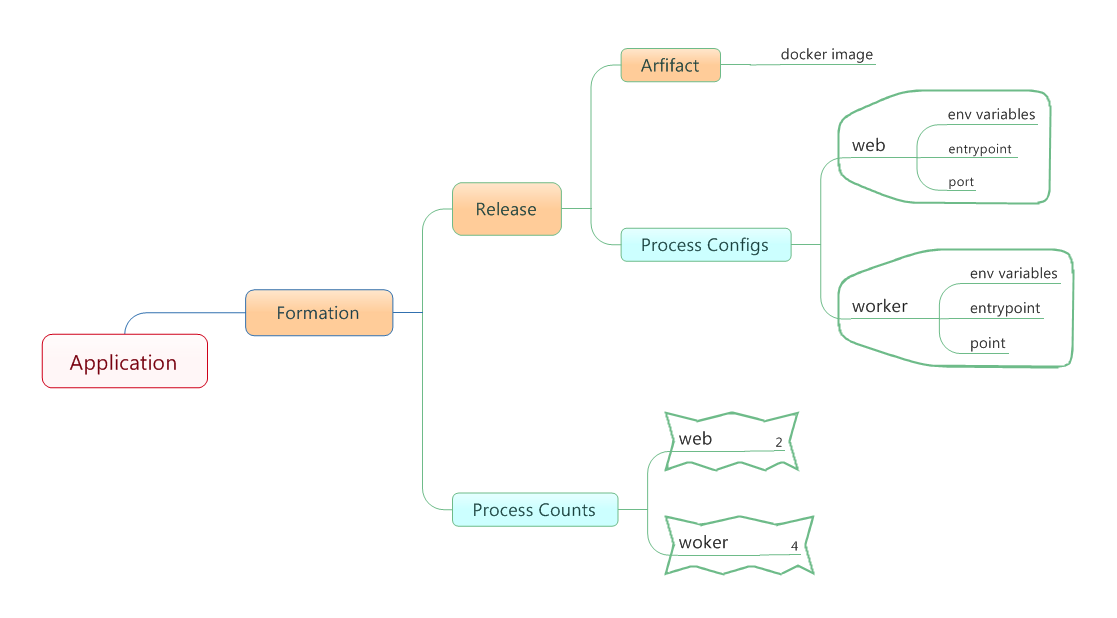 Arfifact
docker image
env variables
web
entrypoint
port
Release
Process Configs
env variables
worker
entrypoint
point
Formation
Application
web 2
Process Counts
woker 4